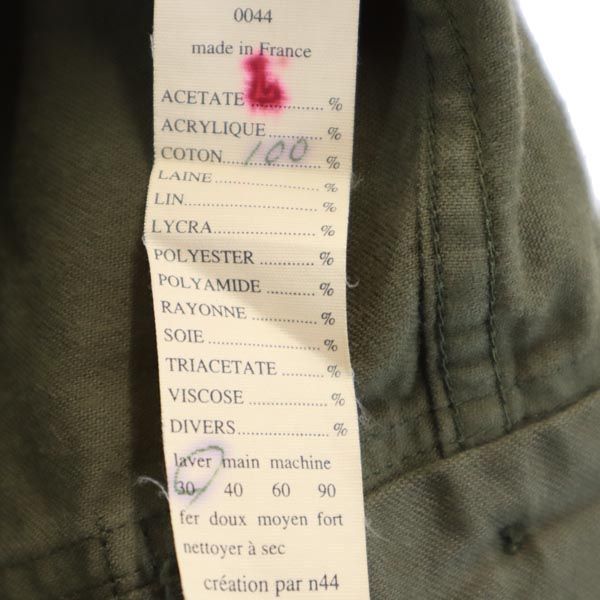 0044
made in France
L
ACETATE..............%
ACRYLIQUE..........%
COTON...100...%
LAINE....................%
LIN.......................%
LYCRA..................%
POLYESTER ..........%
POLYAMIDE ..........%
RAYONNE..............%
SOIE .....................%
TRIACETATE .........%
VISCOSE ...............%
DIVERS..................%
laver main machine
30 40 60 90
fer doux moyen fort
nettoyer à sec
création par n44